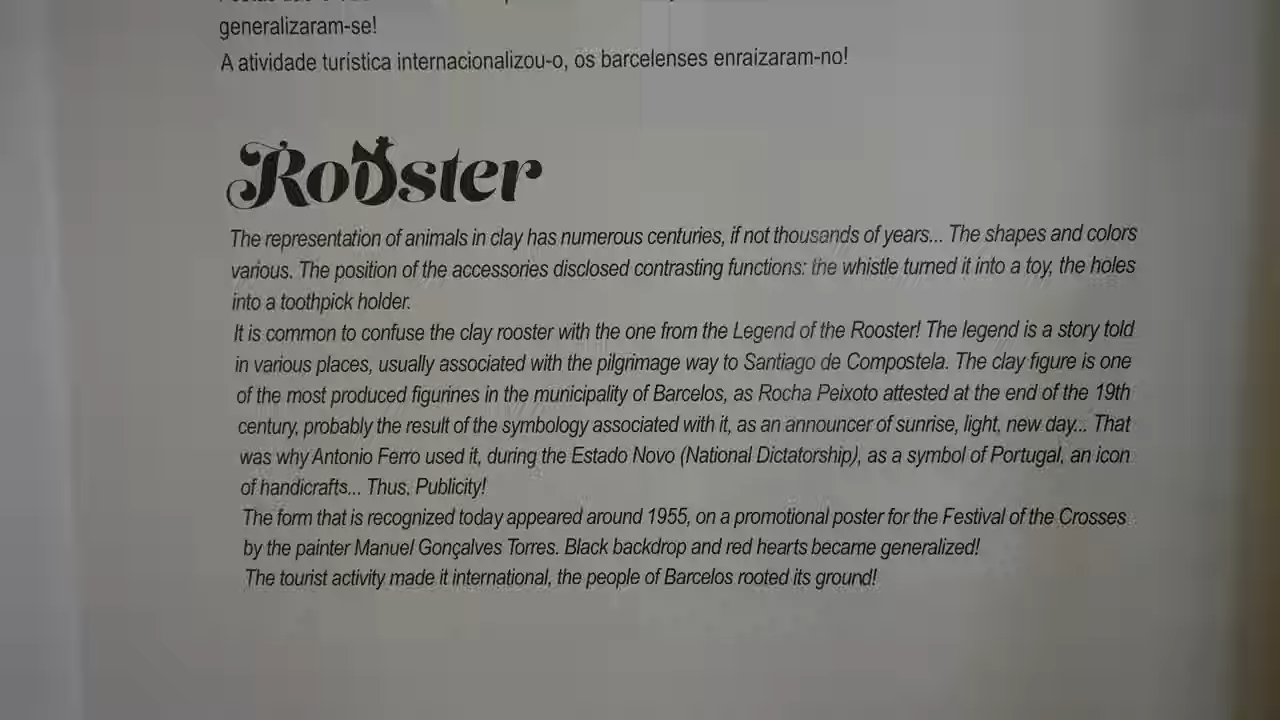 generalizaram-se!
A atividade turística internacionalizou-o, os barcelenses enraizaram-no!
Rooster
The representation of animals in clay has numerous centuries, if not thousands of years... The shapes and colors
various. The position of the accessories disclosed contrasting functions: the whistle turned it into a toy, the holes
into a toothpick holder.
It is common to confuse the clay rooster with the one from the Legend of the Rooster! The legend is a story told
in various places, usually associated with the pilgrimage way to Santiago de Compostela. The clay figure is one
of the most produced figurines in the municipality of Barcelos, as Rocha Peixoto attested at the end of the 19th
century, probably the result of the symbology associated with it, as an announcer of sunrise, light, new day... That
was why Antonio Ferro used it, during the Estado Novo (National Dictatorship), as a symbol of Portugal, an icon
of handicrafts... Thus, Publicity!
The form that is recognized today appeared around 1955, on a promotional poster for the Festival of the Crosses
by the painter Manuel Gonçalves Torres. Black backdrop and red hearts became generalized!
The tourist activity made it international, the people of Barcelos rooted its ground!